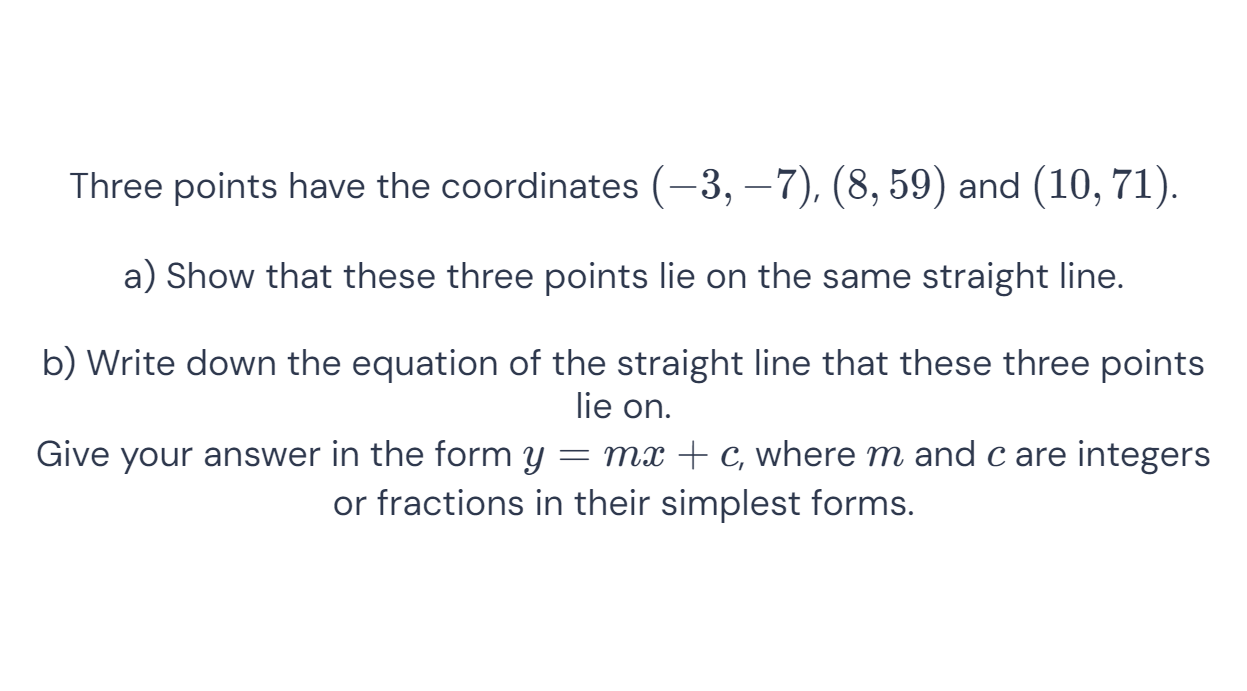 Three points have the coordinates (−3, −7), (8, 59) and (10, 71).
a) Show that these three points lie on the same straight line.
b) Write down the equation of the straight line that these three points
lie on.
Give your answer in the form y = mx + c, where m and c are integers
or fractions in their simplest forms.